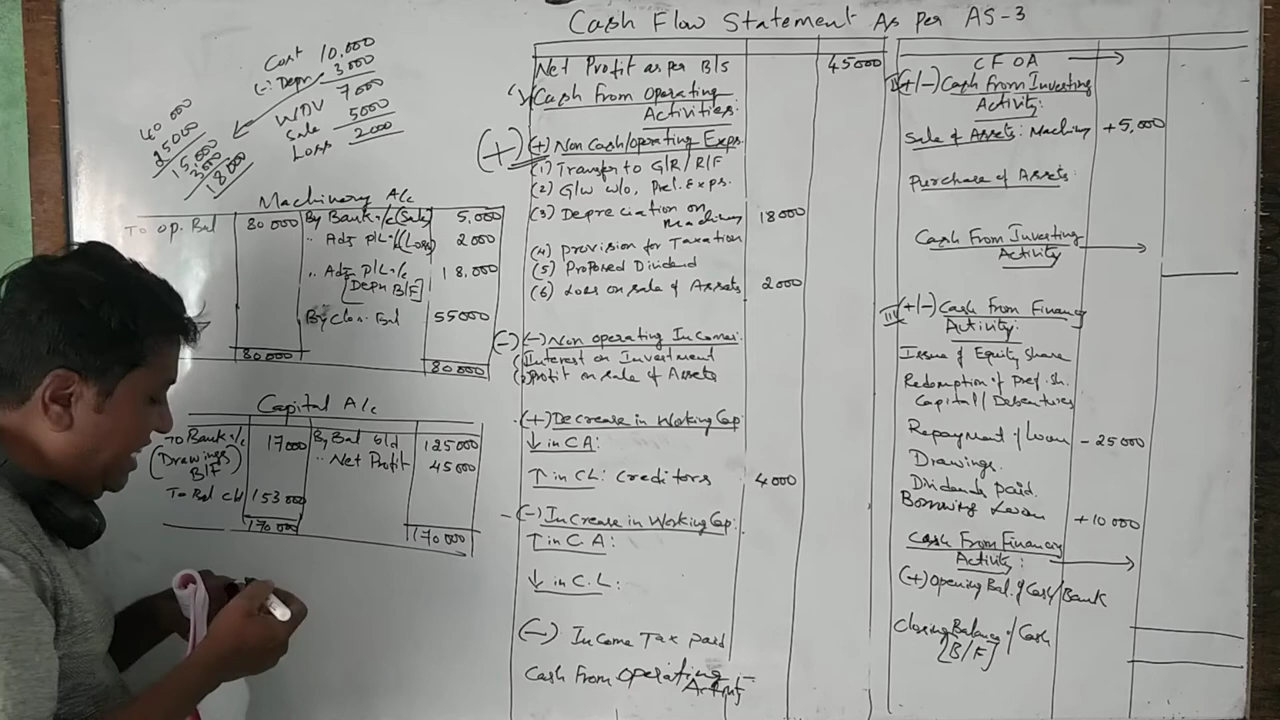 Cash Flow Statement As per AS-3
Cost 10,000
(-) Depn 3000
WDV 7000
Sale 5000
Loss 2000
40000
25000
15,000
3000
18000
Machinery A/c
To op. Bal 80000 By Bank a/c (Sale) 5,000
" Adj P/L a/c (Loss) 2000
" Adj P/L a/c 18,000
[Depn B/F]
By Clo. Bal 55000
80000 80000
Capital A/c
To Bank a/c 17000 By Bal b/d 125000
(Drawings " Net Profit 45000
B/F)
To Bal c/d 153000
170000 170000
Net Profit as per B/S 45000
Cash From Operating
Activities:
(+) (+) Non Cash/operating Exps.
(1) Transfer to G/R / R/F
(2) G/w w/o, Prel. Exps.
(3) Depreciation on
Machinery 18000
(4) Provision for Taxation
(5) Proposed Dividend
(6) Loss on sale of Assets 2000
(-) (-) Non operating Incomes:
Interest on Investment
Profit on sale of Assets
(+) Decrease in Working Cap
↓ in CA:
↑ in CL: Creditors 4000
(-) Increase in Working Cap:
↑ in C.A:
↓ in C.L:
(-) Income Tax paid
Cash From Operating
Activity
C F O A →
II (+/-) Cash From Investing
Activity:
Sale of Assets: Machinery +5,000
Purchase of Assets
Cash From Investing →
Activity
III (+/-) Cash From Financing
Activity:
Issue of Equity Share
Redemption of Pref. Sh.
Capital / Debentures
Repayment of Loan -25000
Drawings.
Dividends paid.
Borrowing Loan +10000
Cash From Financing
Activity: →
(+) Opening Bal. of Cash/Bank
Closing Balance of Cash
[B/F]